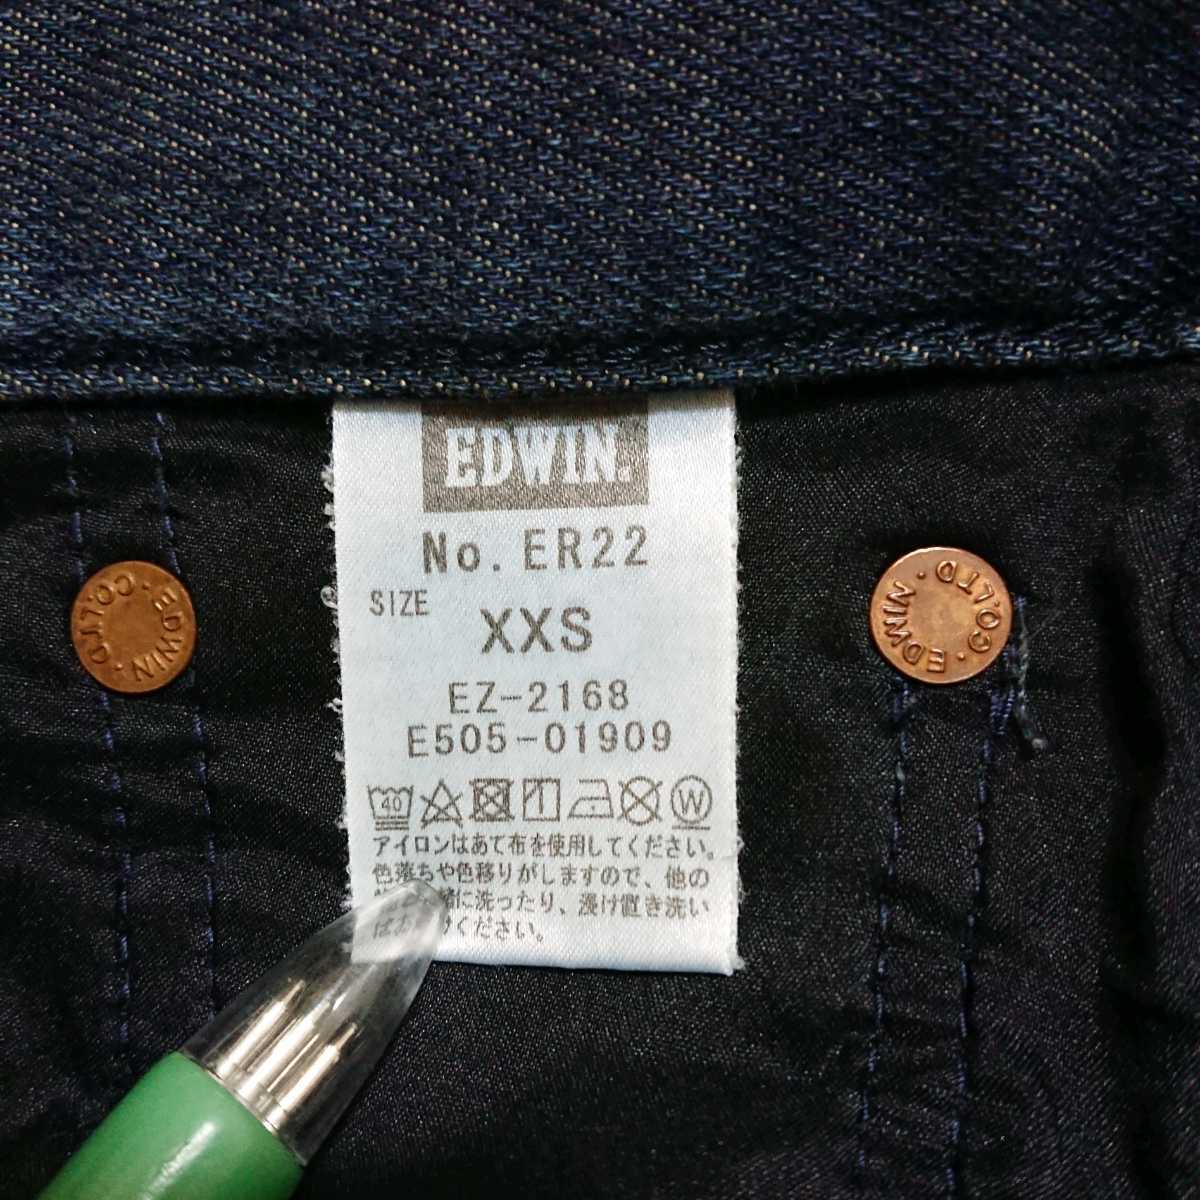 EDWIN.
No. ER22
SIZE
XXS
EZ-2168
E505-01909
40
W
アイロンはあて布を使用してください。
色落ちや色移りがしますので、他の
に洗ったり、浸け置き洗い
ください。
EDWIN・CO.LTD
EDWIN・CO.LTD・